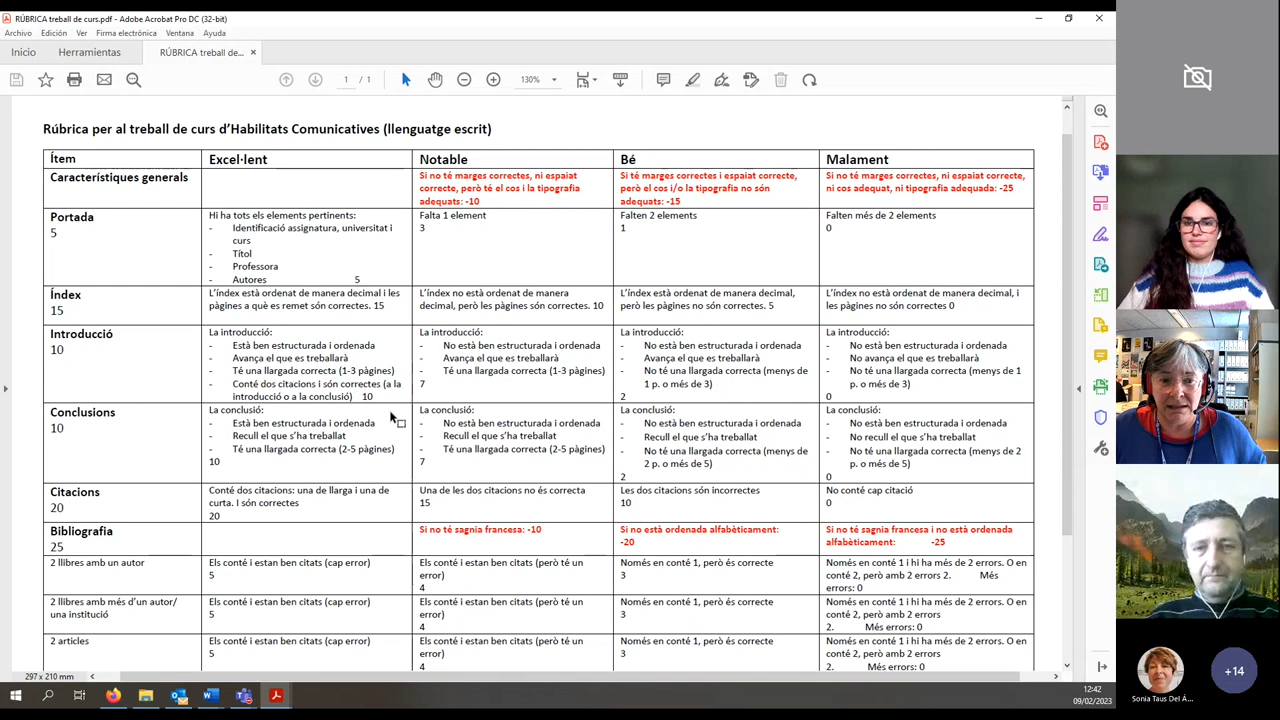 RÚBRICA treball de curs.pdf - Adobe Acrobat Pro DC (32-bit)
Archivo Edición Ver Firma electrónica Ventana Ayuda
Inicio Herramientas RÚBRICA treball de... ×
1 / 1 130%
Rúbrica per al treball de curs d'Habilitats Comunicatives (llenguatge escrit)
Ítem
Excel·lent
Notable
Bé
Malament
Característiques generals
Si no té marges correctes, ni espaiat
correcte, però té el cos i la tipografia
adequats: -10
Si té marges correctes i espaiat correcte,
però el cos i/o la tipografia no són
adequats: -15
Si no té marges correctes, ni espaiat correcte,
ni cos adequat, ni tipografia adequada: -25
Portada
5
Hi ha tots els elements pertinents:
- Identificació assignatura, universitat i
curs
- Títol
- Professora
- Autores 5
Falta 1 element
3
Falten 2 elements
1
Falten més de 2 elements
0
Índex
15
L'índex està ordenat de manera decimal i les
pàgines a què es remet són correctes. 15
L'índex no està ordenat de manera
decimal, però les pàgines són correctes. 10
L'índex està ordenat de manera decimal,
però les pàgines no són correctes. 5
L'índex no està ordenat de manera decimal, i
les pàgines no són correctes 0
Introducció
10
La introducció:
- Està ben estructurada i ordenada
- Avança el que es treballarà
- Té una llargada correcta (1-3 pàgines)
- Conté dos citacions i són correctes (a la
introducció o a la conclusió) 10
La introducció:
- No està ben estructurada i ordenada
- Avança el que es treballarà
- Té una llargada correcta (1-3 pàgines)
7
La introducció:
- No està ben estructurada i ordenada
- Avança el que es treballarà
- No té una llargada correcta (menys de
1 p. o més de 3)
2
La introducció:
- No està ben estructurada i ordenada
- No avança el que es treballarà
- No té una llargada correcta (menys de 1
p. o més de 3)
0
Conclusions
10
La conclusió:
- Està ben estructurada i ordenada
- Recull el que s'ha treballat
- Té una llargada correcta (2-5 pàgines)
10
La conclusió:
- No està ben estructurada i ordenada
- Recull el que s'ha treballat
- Té una llargada correcta (2-5 pàgines)
7
La conclusió:
- No està ben estructurada i ordenada
- Recull el que s'ha treballat
- No té una llargada correcta (menys de
2 p. o més de 5)
2
La conclusió:
- No està ben estructurada i ordenada
- No recull el que s'ha treballat
- No té una llargada correcta (menys de 2
p. o més de 5)
0
Citacions
20
Conté dos citacions: una de llarga i una de
curta. I són correctes
20
Una de les dos citacions no és correcta
15
Les dos citacions són incorrectes
10
No conté cap citació
0
Bibliografia
25
Si no té sagnia francesa: -10
Si no està ordenada alfabèticament:
-20
Si no té sagnia francesa i no està ordenada
alfabèticament: -25
2 llibres amb un autor
Els conté i estan ben citats (cap error)
5
Els conté i estan ben citats (però té un
error)
4
Només en conté 1, però és correcte
3
Només en conté 1 i hi ha més de 2 errors. O en
conté 2, però amb 2 errors 2. Més
errors: 0
2 llibres amb més d'un autor/
una institució
Els conté i estan ben citats (cap error)
5
Els conté i estan ben citats (però té un
error)
4
Només en conté 1, però és correcte
3
Només en conté 1 i hi ha més de 2 errors. O en
conté 2, però amb 2 errors
2. Més errors: 0
2 articles
Els conté i estan ben citats (cap error)
5
Els conté i estan ben citats (però té un
error)
4
Només en conté 1, però és correcte
3
Només en conté 1 i hi ha més de 2 errors. O en
conté 2, però amb 2 errors
2. Més errors: 0
297 x 210 mm
12:42
09/02/2023
+14
Sonia Taus Del Á...